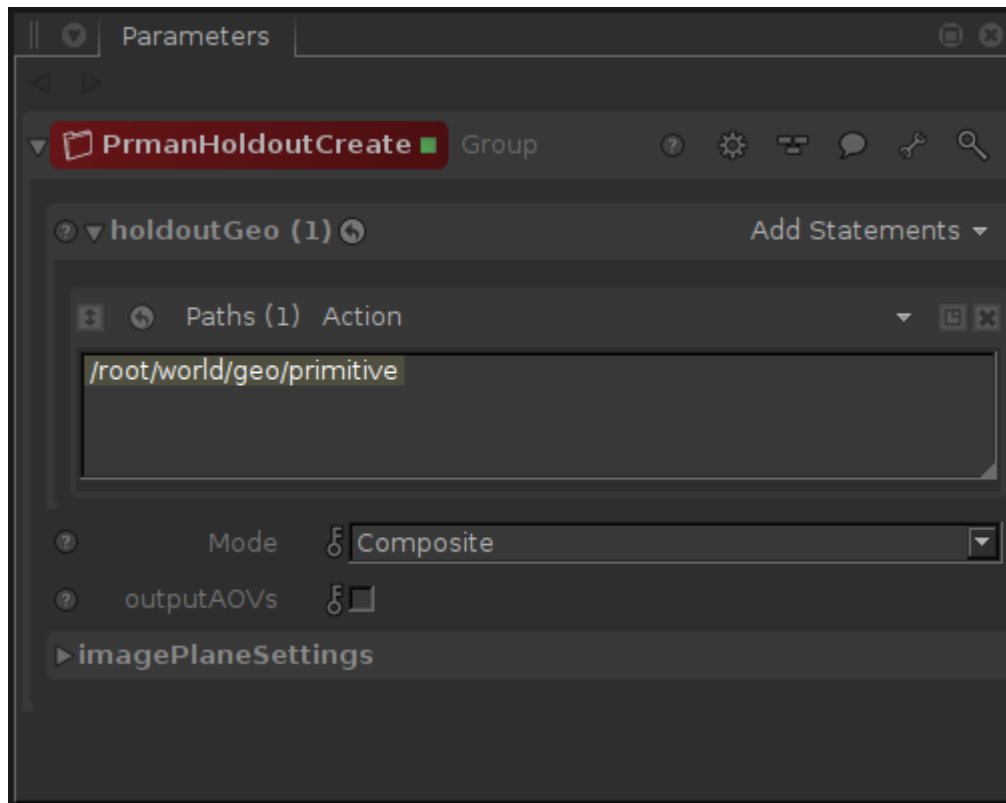 Parameters
PrmanHoldoutCreate Group
holdoutGeo (1) Add Statements
Paths (1) Action
/root/world/geo/primitive
Mode Composite
outputAOVs
imagePlaneSettings